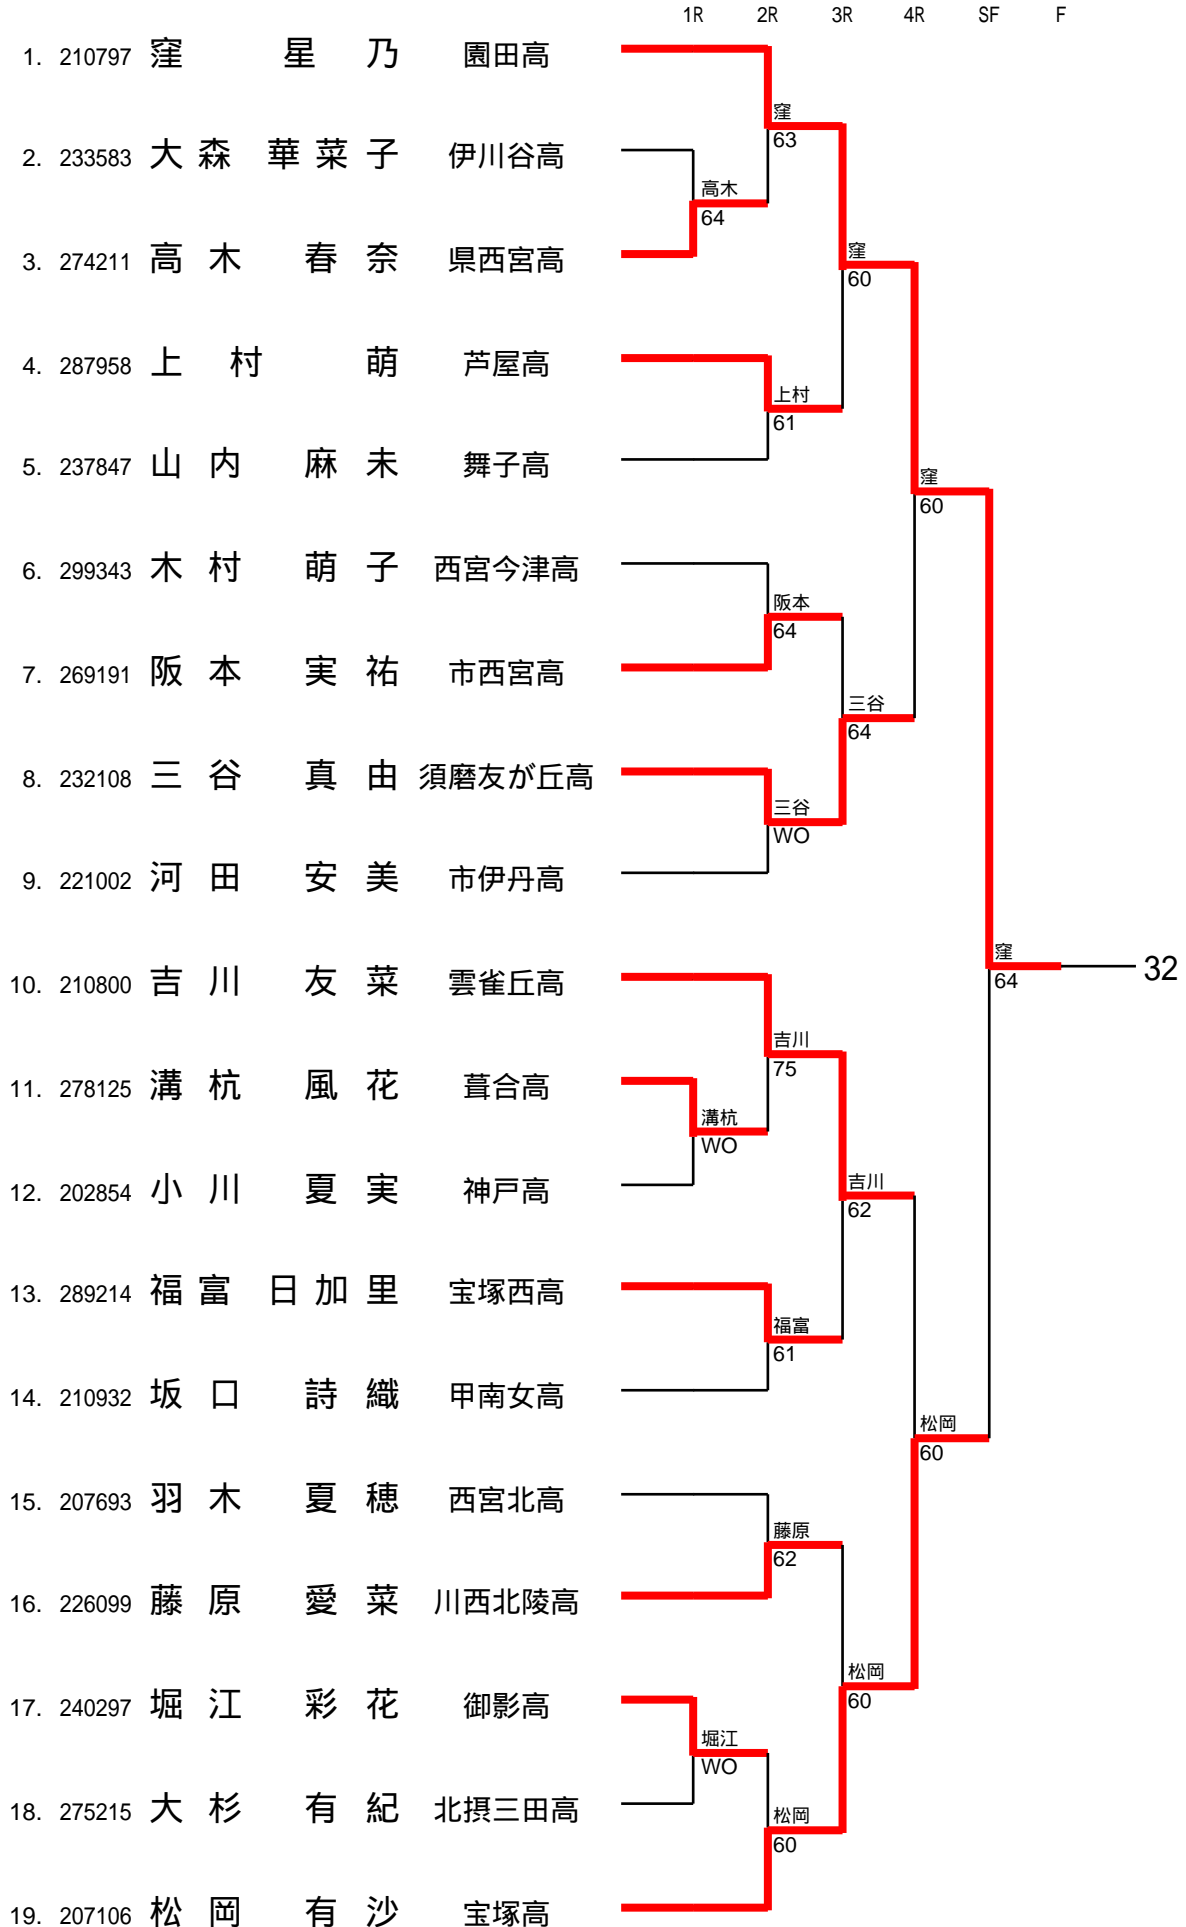 1R 2R 3R 4R SF F
1. 210797 窪 星 乃 園田高
窪
63
2. 233583 大 森 華 菜 子 伊川谷高
高木
64
3. 274211 高 木 春 奈 県西宮高
窪
60
4. 287958 上 村 萌 芦屋高
上村
61
5. 237847 山 内 麻 未 舞子高
窪
60
6. 299343 木 村 萌 子 西宮今津高
阪本
64
7. 269191 阪 本 実 祐 市西宮高
三谷
64
8. 232108 三 谷 真 由 須磨友が丘高
三谷
WO
9. 221002 河 田 安 美 市伊丹高
窪
64
32
10. 210800 吉 川 友 菜 雲雀丘高
吉川
75
11. 278125 溝 杭 風 花 葺合高
溝杭
WO
12. 202854 小 川 夏 実 神戸高
吉川
62
13. 289214 福 富 日 加 里 宝塚西高
福富
61
14. 210932 坂 口 詩 織 甲南女高
松岡
60
15. 207693 羽 木 夏 穂 西宮北高
藤原
62
16. 226099 藤 原 愛 菜 川西北陵高
松岡
60
17. 240297 堀 江 彩 花 御影高
堀江
WO
18. 275215 大 杉 有 紀 北摂三田高
松岡
60
19. 207106 松 岡 有 沙 宝塚高